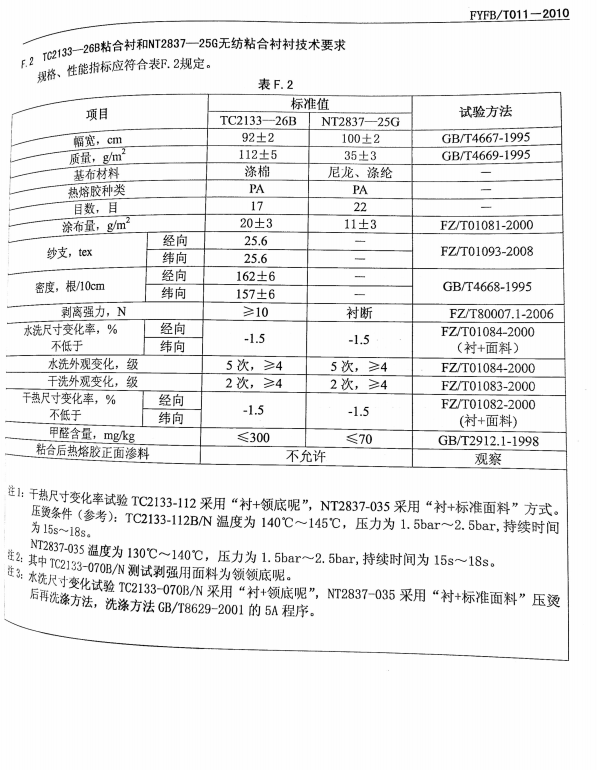 FYFB/T011—2010
F.2 TC2133—26B粘合衬和NT2837—25G无纺粘合衬衬技术要求
规格、性能指标应符合表F.2规定。
表F.2
项目 标准值 试验方法
TC2133—26B NT2837—25G
幅宽，cm 92±2 100±2 GB/T4667-1995
质量，g/m² 112±5 35±3 GB/T4669-1995
基布材料 涤棉 尼龙、涤纶 —
热熔胶种类 PA PA —
目数，目 17 22 —
涂布量，g/m² 20±3 11±3 FZ/T01081-2000
纱支，tex 经向 25.6 — FZ/T01093-2008
纬向 25.6 —
密度，根/10cm 经向 162±6 — GB/T4668-1995
纬向 157±6 —
剥离强力，N ≥10 衬断 FZ/T80007.1-2006
水洗尺寸变化率，% 不低于 经向 -1.5 -1.5 FZ/T01084-2000
纬向 （衬+面料）
水洗外观变化，级 5次，≥4 5次，≥4 FZ/T01084-2000
干洗外观变化，级 2次，≥4 2次，≥4 FZ/T01083-2000
干热尺寸变化率，% 不低于 经向 -1.5 -1.5 FZ/T01082-2000
纬向 (衬+面料)
甲醛含量，mg/kg ≤300 ≤70 GB/T2912.1-1998
粘合后热熔胶正面渗料 不允许 观察
注1：干热尺寸变化率试验TC2133-112采用“衬+领底呢”，NT2837-035采用“衬+标准面料”方式。
压烫条件（参考）：TC2133-112B/N温度为140℃～145℃，压力为1.5bar～2.5bar,持续时间
为15s～18s。
NT2837-035温度为130℃～140℃，压力为1.5bar～2.5bar,持续时间为15s～18s。
注2：其中TC2133-070B/N测试剥强用面料为领领底呢。
注3：水洗尺寸变化试验TC2133-070B/N采用“衬+领底呢”，NT2837-035采用“衬+标准面料”压烫
后再洗涤方法，洗涤方法GB/T8629-2001的5A程序。